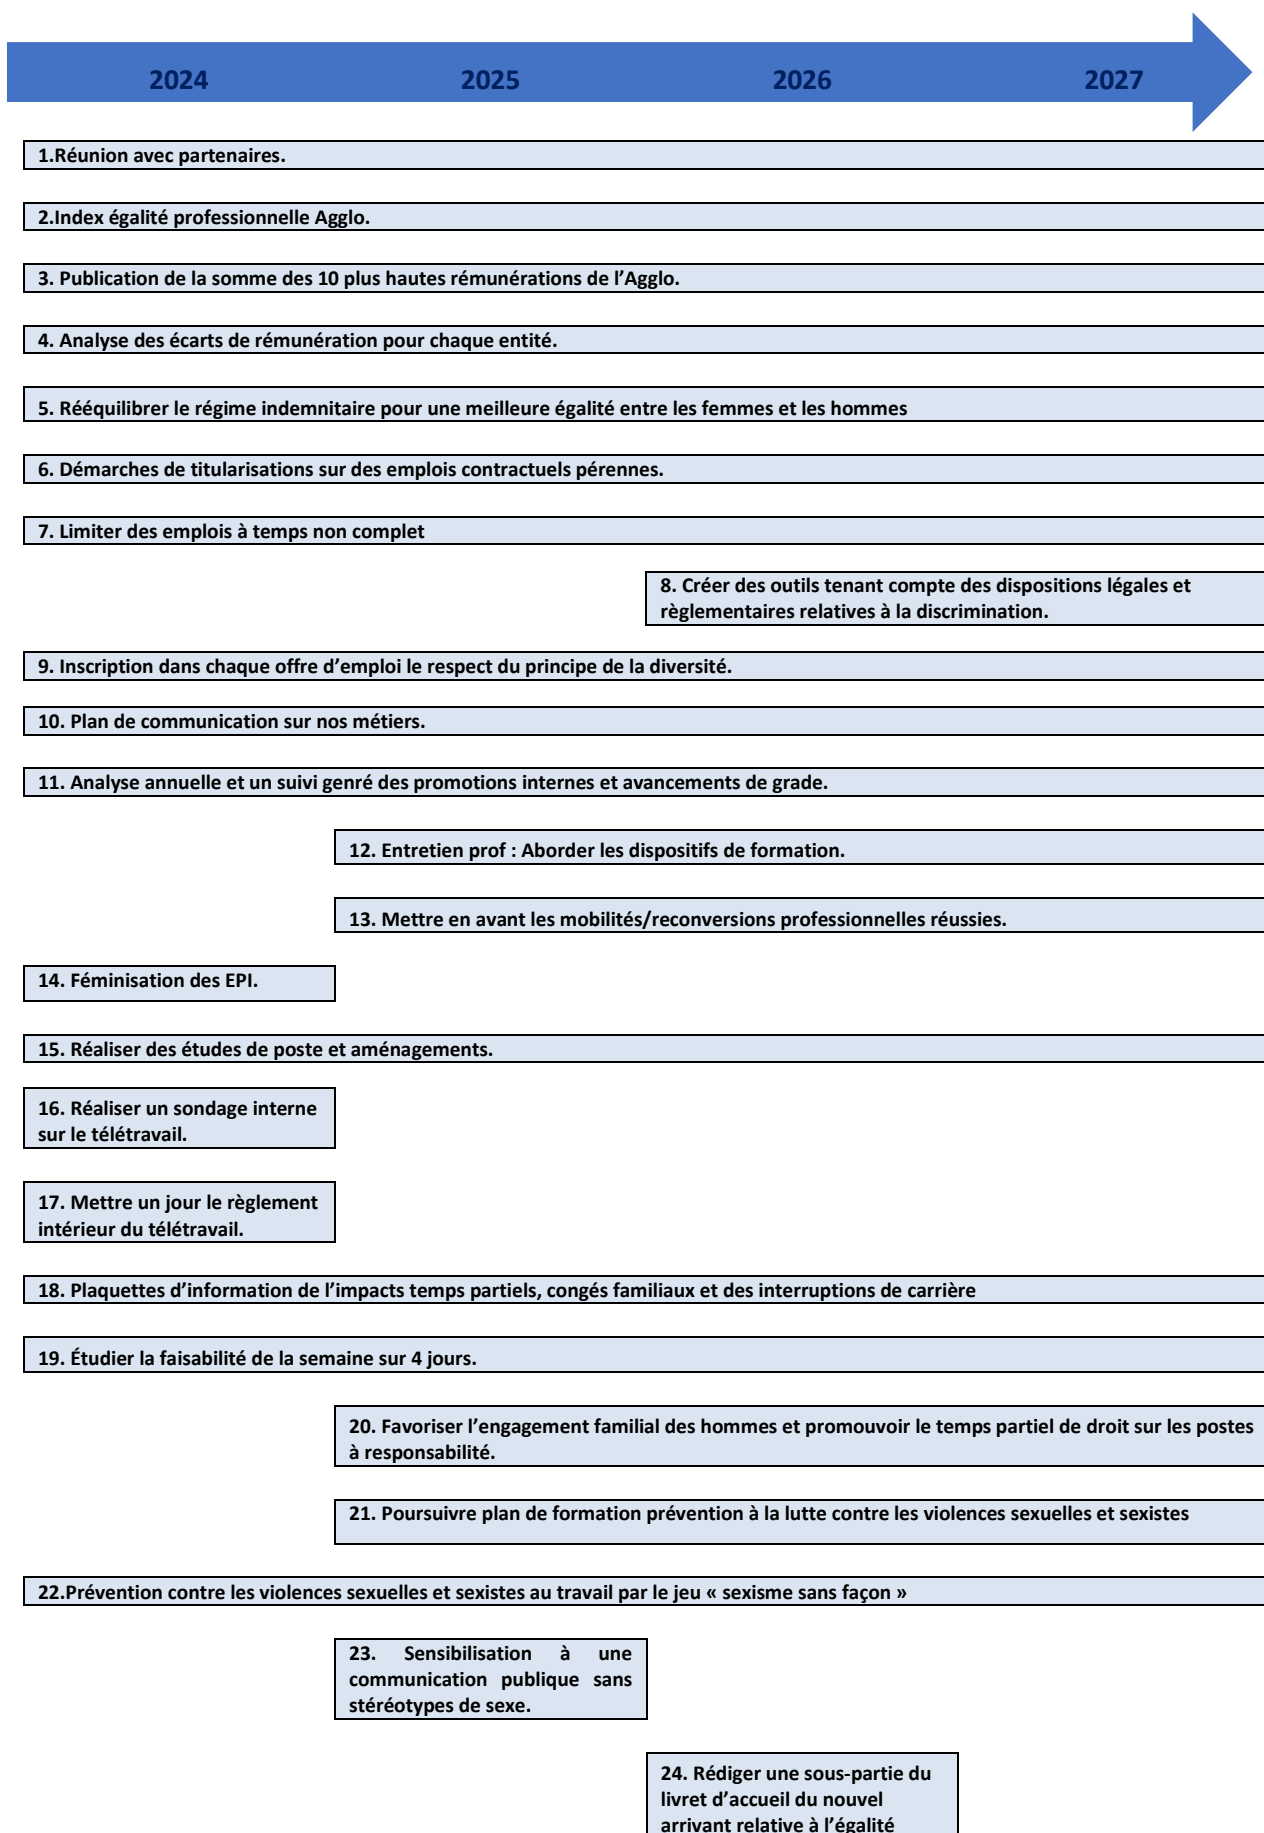 2024 2025 2026 2027
1.Réunion avec partenaires.
2.Index égalité professionnelle Agglo.
3. Publication de la somme des 10 plus hautes rémunérations de l’Agglo.
4. Analyse des écarts de rémunération pour chaque entité.
5. Rééquilibrer le régime indemnitaire pour une meilleure égalité entre les femmes et les hommes
6. Démarches de titularisations sur des emplois contractuels pérennes.
7. Limiter des emplois à temps non complet
8. Créer des outils tenant compte des dispositions légales et
règlementaires relatives à la discrimination.
9. Inscription dans chaque offre d’emploi le respect du principe de la diversité.
10. Plan de communication sur nos métiers.
11. Analyse annuelle et un suivi genré des promotions internes et avancements de grade.
12. Entretien prof : Aborder les dispositifs de formation.
13. Mettre en avant les mobilités/reconversions professionnelles réussies.
14. Féminisation des EPI.
15. Réaliser des études de poste et aménagements.
16. Réaliser un sondage interne
sur le télétravail.
17. Mettre un jour le règlement
intérieur du télétravail.
18. Plaquettes d’information de l’impacts temps partiels, congés familiaux et des interruptions de carrière
19. Étudier la faisabilité de la semaine sur 4 jours.
20. Favoriser l’engagement familial des hommes et promouvoir le temps partiel de droit sur les postes
à responsabilité.
21. Poursuivre plan de formation prévention à la lutte contre les violences sexuelles et sexistes
22.Prévention contre les violences sexuelles et sexistes au travail par le jeu « sexisme sans façon »
23. Sensibilisation à une
communication publique sans
stéréotypes de sexe.
24. Rédiger une sous-partie du
livret d’accueil du nouvel
arrivant relative à l’égalité